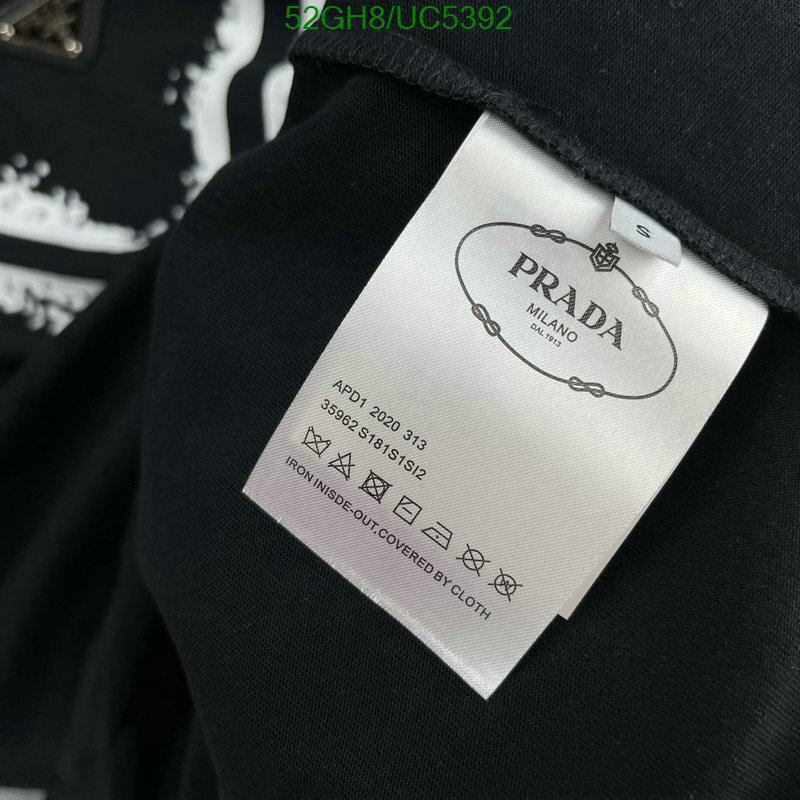 52GH8/UC5392
S
PRADA
MILANO
DAL 1913
APD1 2020 313
35962 S181S1SI2
IRON INISDE-OUT,COVERED BY CLOTH